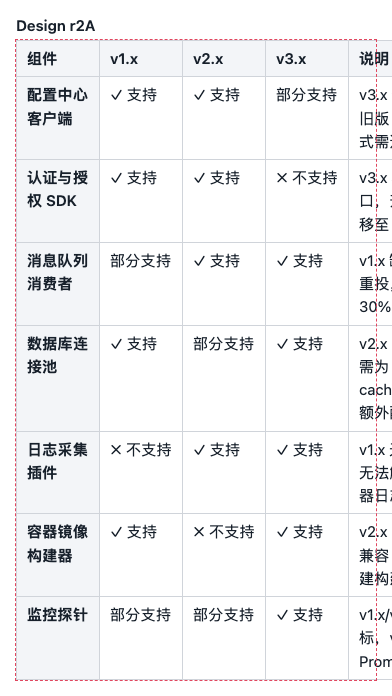 Design r2A
组件 v1.x v2.x v3.x 说明
配置中心 ✓ 支持 ✓ 支持 部分支持 v3.x
客户端 旧版
式需
认证与授 ✓ 支持 ✓ 支持 ✕ 不支持 v3.x
权 SDK 口，
移至
消息队列 部分支持 ✓ 支持 ✓ 支持 v1.x
消费者 重投
30%
数据库连 ✓ 支持 部分支持 ✓ 支持 v2.x
接池 需为
cach
额外
日志采集 ✕ 不支持 ✓ 支持 ✓ 支持 v1.x
插件 无法
器日
容器镜像 ✓ 支持 ✕ 不支持 ✓ 支持 v2.x
构建器 兼容
建构
监控探针 部分支持 部分支持 ✓ 支持 v1.x/
标，
Prom